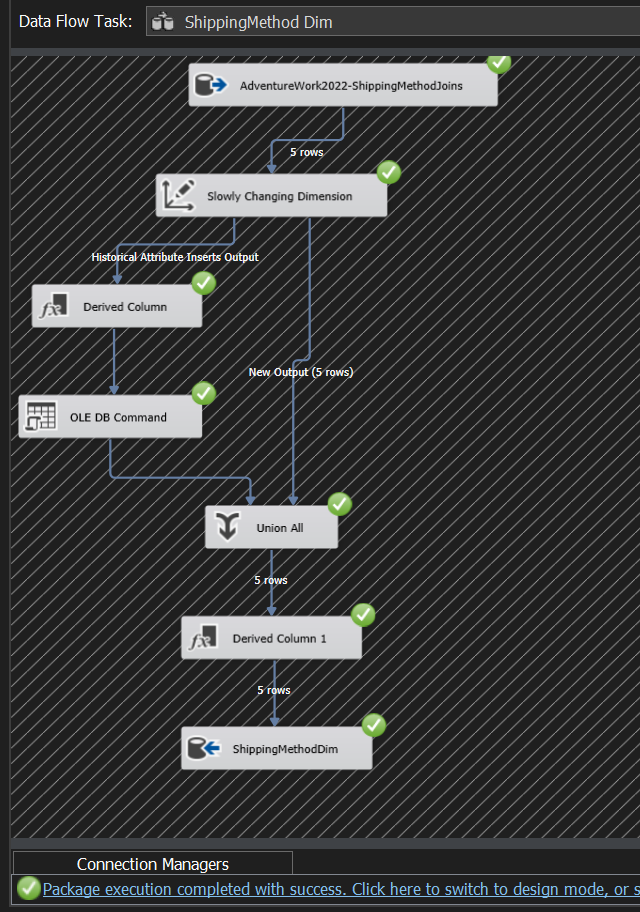 Data Flow Task:
ShippingMethod Dim
AdventureWork2022-ShippingMethodJoins
5 rows
Slowly Changing Dimension
Historical Attribute Inserts Output
Derived Column
New Output (5 rows)
OLE DB Command
Union All
5 rows
Derived Column 1
5 rows
ShippingMethodDim
Connection Managers
Package execution completed with success. Click here to switch to design mode, or s